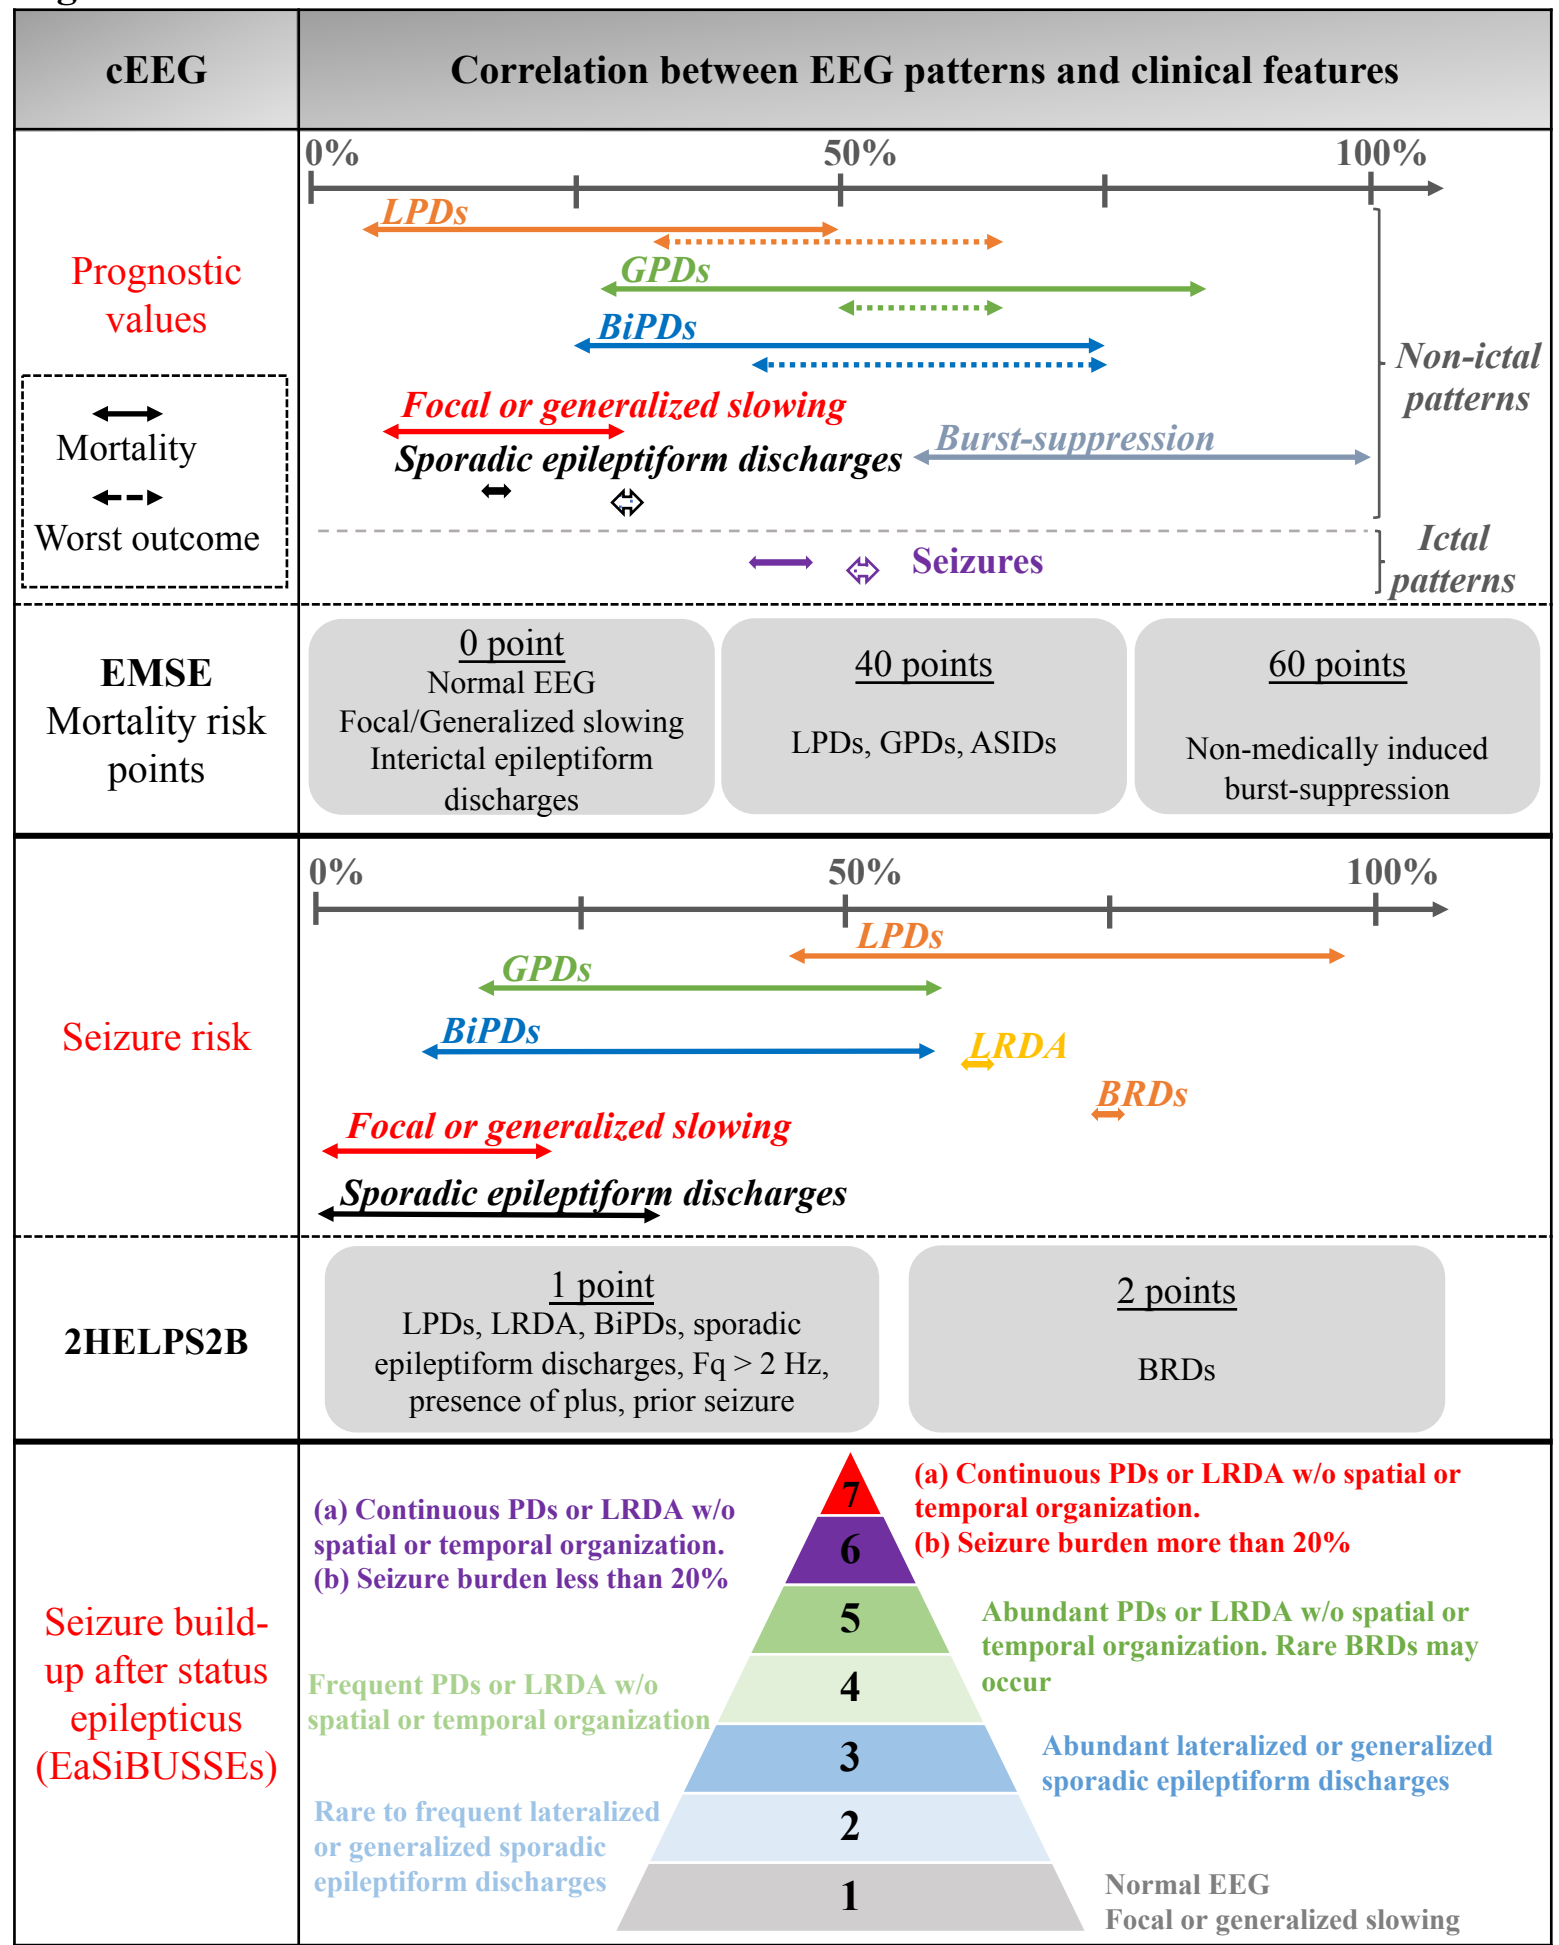 cEEG
Correlation between EEG patterns and clinical features
Prognostic
values
Mortality
Worst outcome
0%
50%
100%
LPDs
GPDs
BiPDs
Focal or generalized slowing
Burst-suppression
Sporadic epileptiform discharges
Non-ictal
patterns
Seizures
Ictal
patterns
EMSE
Mortality risk
points
0 point
Normal EEG
Focal/Generalized slowing
Interictal epileptiform
discharges
40 points
LPDs, GPDs, ASIDs
60 points
Non-medically induced
burst-suppression
Seizure risk
0%
50%
100%
LPDs
GPDs
BiPDs
LRDA
BRDs
Focal or generalized slowing
Sporadic epileptiform discharges
2HELPS2B
1 point
LPDs, LRDA, BiPDs, sporadic
epileptiform discharges, Fq > 2 Hz,
presence of plus, prior seizure
2 points
BRDs
Seizure build-
up after status
epilepticus
(EaSiBUSSEs)
7
(a) Continuous PDs or LRDA w/o spatial or
temporal organization.
(b) Seizure burden more than 20%
(a) Continuous PDs or LRDA w/o
spatial or temporal organization.
(b) Seizure burden less than 20%
6
5
Abundant PDs or LRDA w/o spatial or
temporal organization. Rare BRDs may
occur
Frequent PDs or LRDA w/o
spatial or temporal organization
4
3
Abundant lateralized or generalized
sporadic epileptiform discharges
Rare to frequent lateralized
or generalized sporadic
epileptiform discharges
2
1
Normal EEG
Focal or generalized slowing